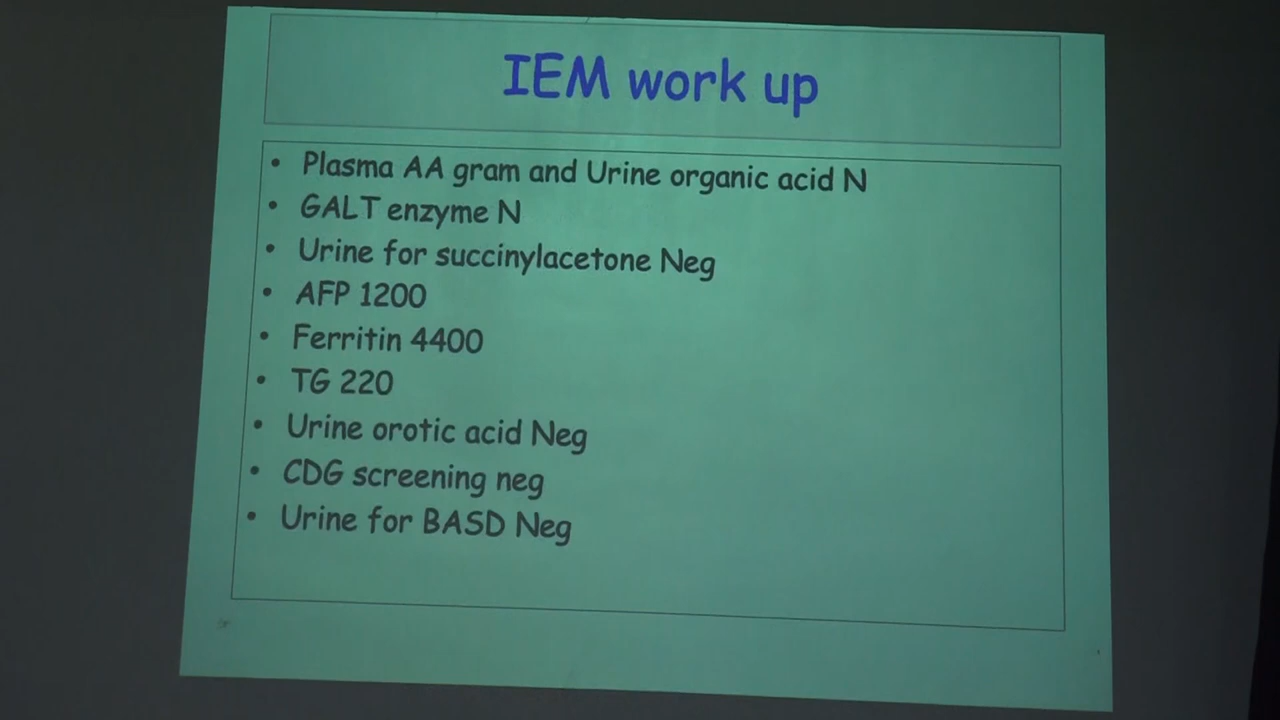 IEM work up
• Plasma AA gram and Urine organic acid N
• GALT enzyme N
• Urine for succinylacetone Neg
• AFP 1200
• Ferritin 4400
• TG 220
• Urine orotic acid Neg
• CDG screening neg
• Urine for BASD Neg